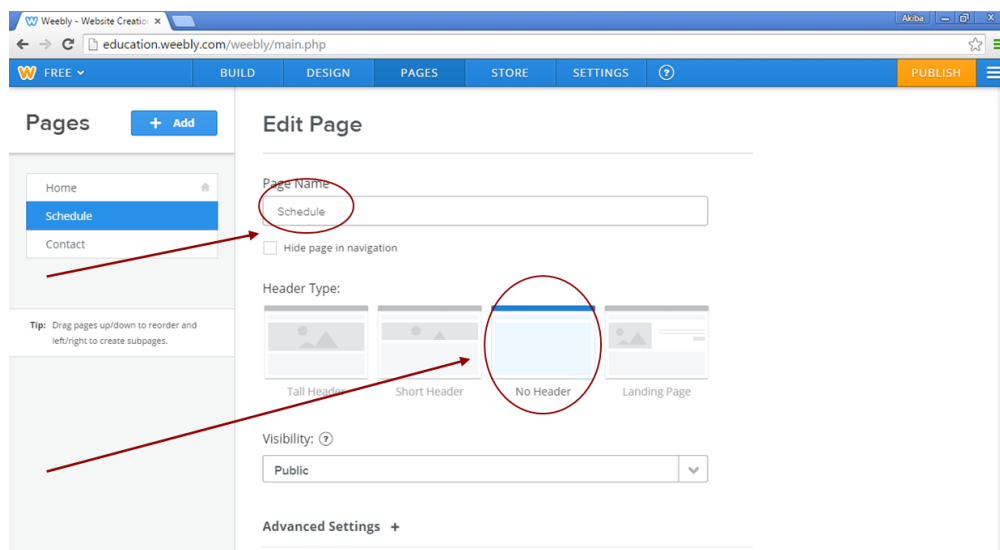 Weebly - Website Creatio
Akiba
education.weebly.com/weebly/main.php
FREE BUILD DESIGN PAGES STORE SETTINGS ? PUBLISH
Pages
+ Add
Home
Schedule
Contact
Tip: Drag pages up/down to reorder and
left/right to create subpages.
Edit Page
Page Name
Schedule
Hide page in navigation
Header Type:
Tall Header Short Header No Header Landing Page
Visibility: ?
Public
Advanced Settings +